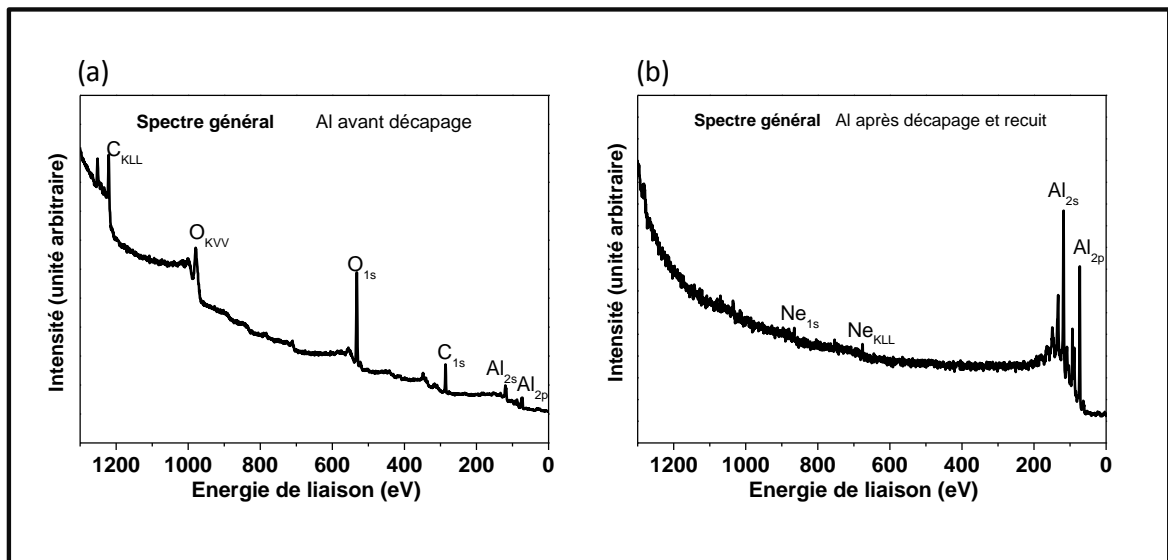 (a)
Spectre général Al avant décapage
C KLL
O KVV
O 1s
C 1s
Al 2s Al 2p
Intensité (unité arbitraire)
1200 1000 800 600 400 200 0
Energie de liaison (eV)
(b)
Spectre général Al après décapage et recuit
Al 2s
Al 2p
Ne 1s
Ne KLL
Intensité (unité arbitraire)
1200 1000 800 600 400 200 0
Energie de liaison (eV)